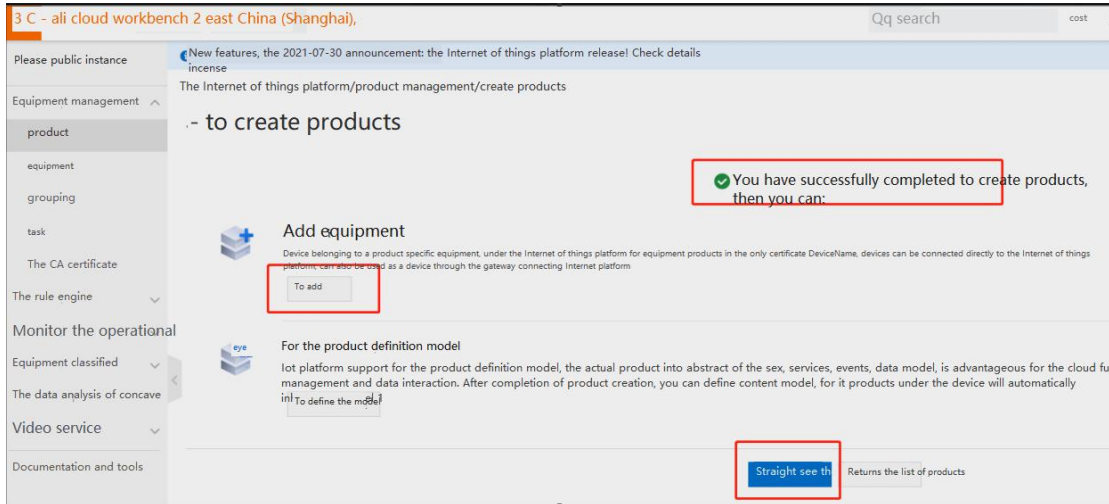 3 C - ali cloud workbench 2 east China (Shanghai),
Qq search
cost
Please public instance
New features, the 2021-07-30 announcement: the Internet of things platform release! Check details
incense
The Internet of things platform/product management/create products
Equipment management
- to create products
product
equipment
grouping
task
The CA certificate
The rule engine
Monitor the operational
Equipment classified
The data analysis of concave
Video service
Documentation and tools
You have successfully completed to create products,
then you can:
Add equipment
Device belonging to a product specific equipment, under the Internet of things platform for equipment products in the only certificate DeviceName, devices can be connected directly to the Internet of things
platform, can also be used as a device through the gateway connecting Internet platform
To add
eye
For the product definition model
Iot platform support for the product definition model, the actual product into abstract of the sex, services, events, data model, is advantageous for the cloud fu
management and data interaction. After completion of product creation, you can define content model, for it products under the device will automatically
To define the model
Straight see th
Returns the list of products